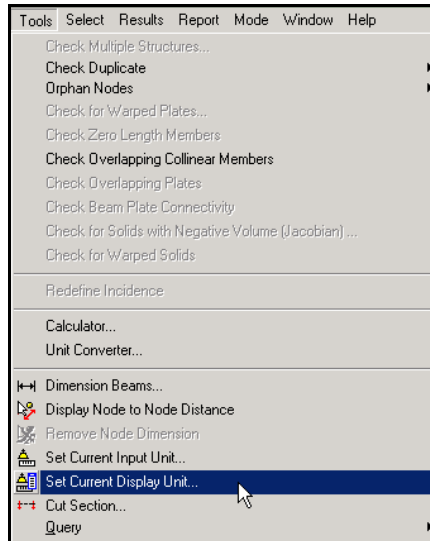 Tools Select Results Report Mode Window Help
Check Multiple Structures...
Check Duplicate
Orphan Nodes
Check for Warped Plates...
Check Zero Length Members
Check Overlapping Collinear Members
Check Overlapping Plates
Check Beam Plate Connectivity
Check for Solids with Negative Volume (Jacobian) ...
Check for Warped Solids
Redefine Incidence
Calculator...
Unit Converter...
Dimension Beams...
Display Node to Node Distance
Remove Node Dimension
Set Current Input Unit...
Set Current Display Unit...
Cut Section...
Query